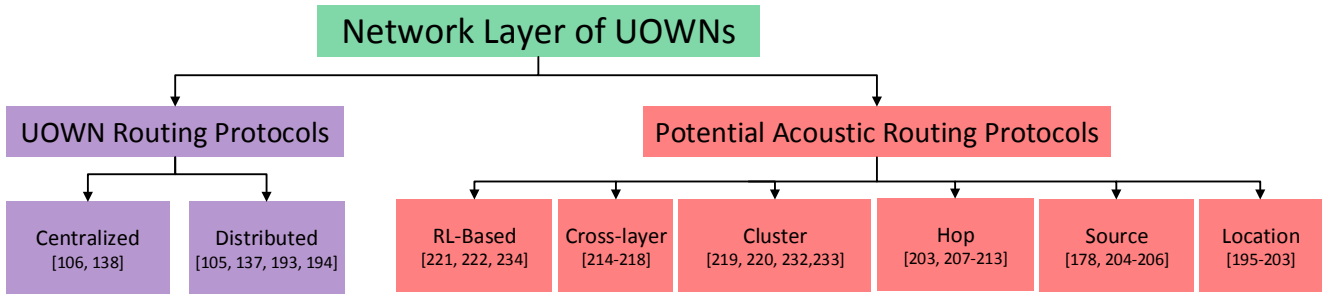 Network Layer of UOWNs
UOWN Routing Protocols
Potential Acoustic Routing Protocols
Centralized
[106, 138]
Distributed
[105, 137, 193, 194]
RL-Based
[221, 222, 234]
Cross-layer
[214-218]
Cluster
[219, 220, 232,233]
Hop
[203, 207-213]
Source
[178, 204-206]
Location
[195-203]